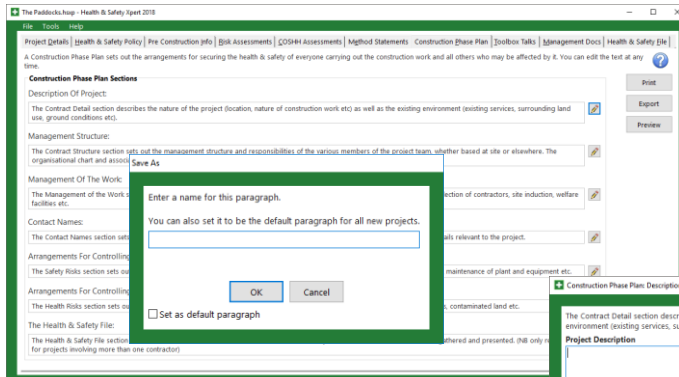 The Paddocks.hosp - Health & Safety Xpert 2018
File Tools Help
Project Details Health & Safety Policy Pre Construction Info Risk Assessments COSHH Assessments Method Statements Construction Phase Plan Toolbox Talks Management Docs Health & Safety File
A Construction Phase Plan sets out the arrangements for securing the health & safety of everyone carrying out the construction work and all others who may be affected by it. You can edit the text at any
time.
?
Construction Phase Plan Sections
Print
Export
Preview
Description Of Project:
The Contract Detail section describes the nature of the project (location, nature of construction work etc) as well as the existing environment (existing services, surrounding land
use, ground conditions etc).
Management Structure:
The Contract Structure section sets out the management structure and responsibilities of the various members of the project team, whether based at site or elsewhere. The
organisational chart and associ
Management Of The Work:
The Management of the Work s
ection of contractors, site induction, welfare
facilities etc.
Contact Names:
The Contact Names section sets
ils relevant to the project.
Arrangements For Controlling
The Safety Risks section sets ou
maintenance of plant and equipment etc.
Arrangements For Controlling
The Health Risks section sets ou
, contaminated land etc.
The Health & Safety File:
The Health & Safety File section
thered and presented. (NB only r
for projects involving more than one contractor)
Save As
Enter a name for this paragraph.
You can also set it to be the default paragraph for all new projects.
OK Cancel
Set as default paragraph
Construction Phase Plan: Description
The Contract Detail section descr
environment (existing services, su
Project Description